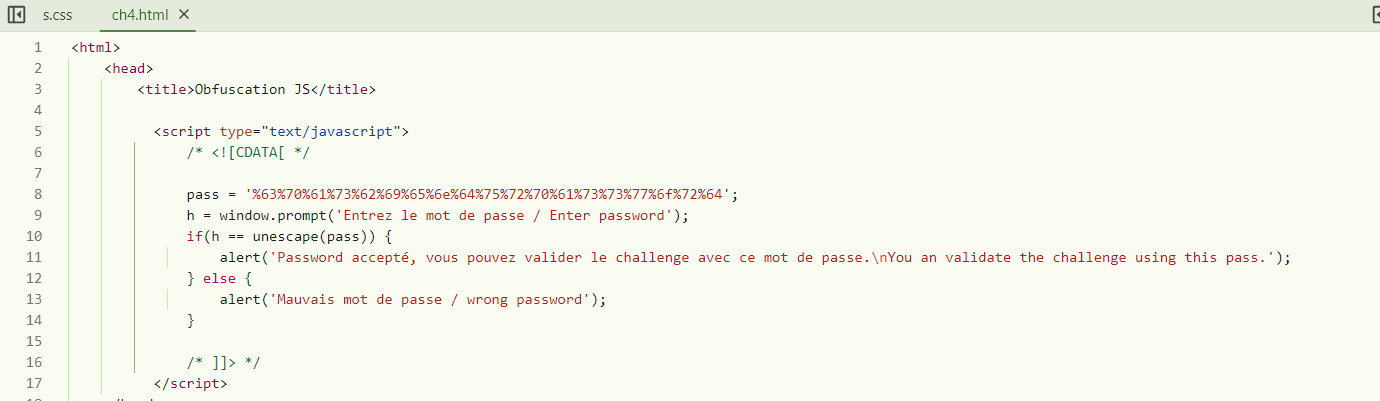 s.css ch4.html ✕
1 <html>
2 <head>
3 <title>Obfuscation JS</title>
4
5 <script type="text/javascript">
6 /* <![CDATA[ */
7
8 pass = '%63%70%61%73%62%69%65%6e%64%75%72%70%61%73%73%77%6f%72%64';
9 h = window.prompt('Entrez le mot de passe / Enter password');
10 if(h == unescape(pass)) {
11 alert('Password accepté, vous pouvez valider le challenge avec ce mot de passe.\nYou an validate the challenge using this pass.');
12 } else {
13 alert('Mauvais mot de passe / wrong password');
14 }
15
16 /* ]]> */
17 </script>